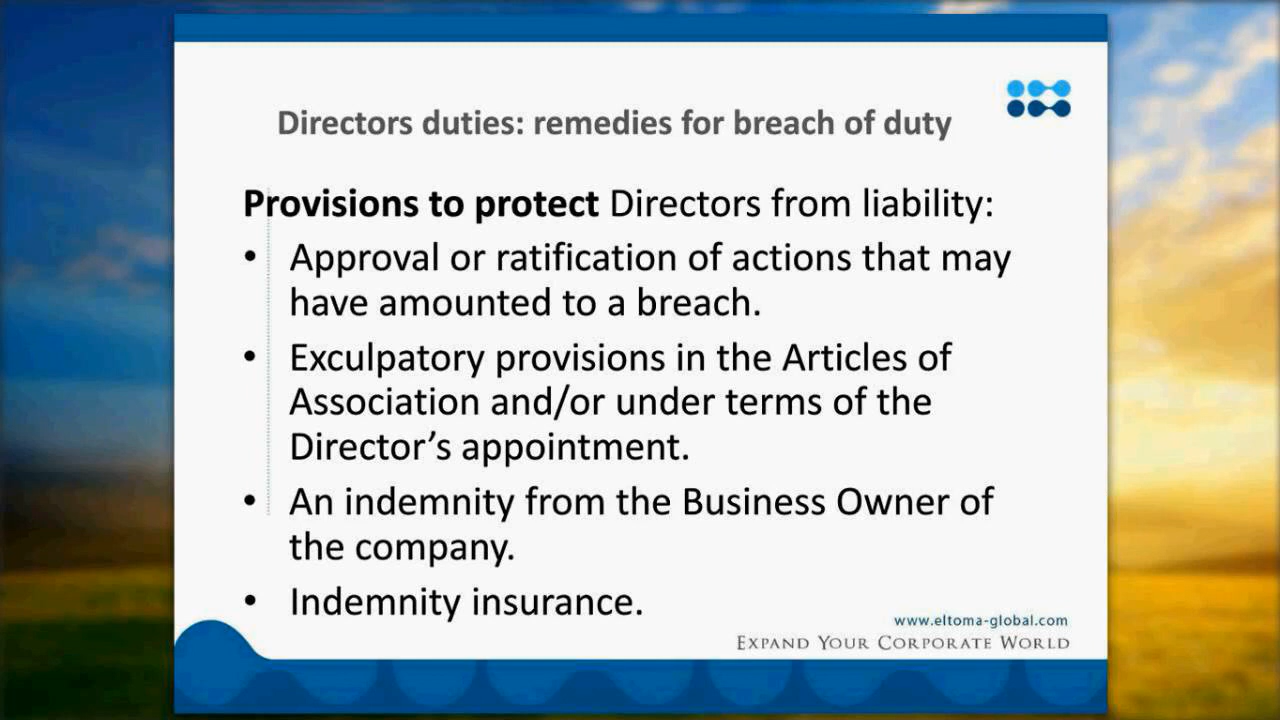 Directors duties: remedies for breach of duty
Provisions to protect Directors from liability:
• Approval or ratification of actions that may
have amounted to a breach.
• Exculpatory provisions in the Articles of
Association and/or under terms of the
Director’s appointment.
• An indemnity from the Business Owner of
the company.
• Indemnity insurance.
www.eltoma-global.com
EXPAND YOUR CORPORATE WORLD